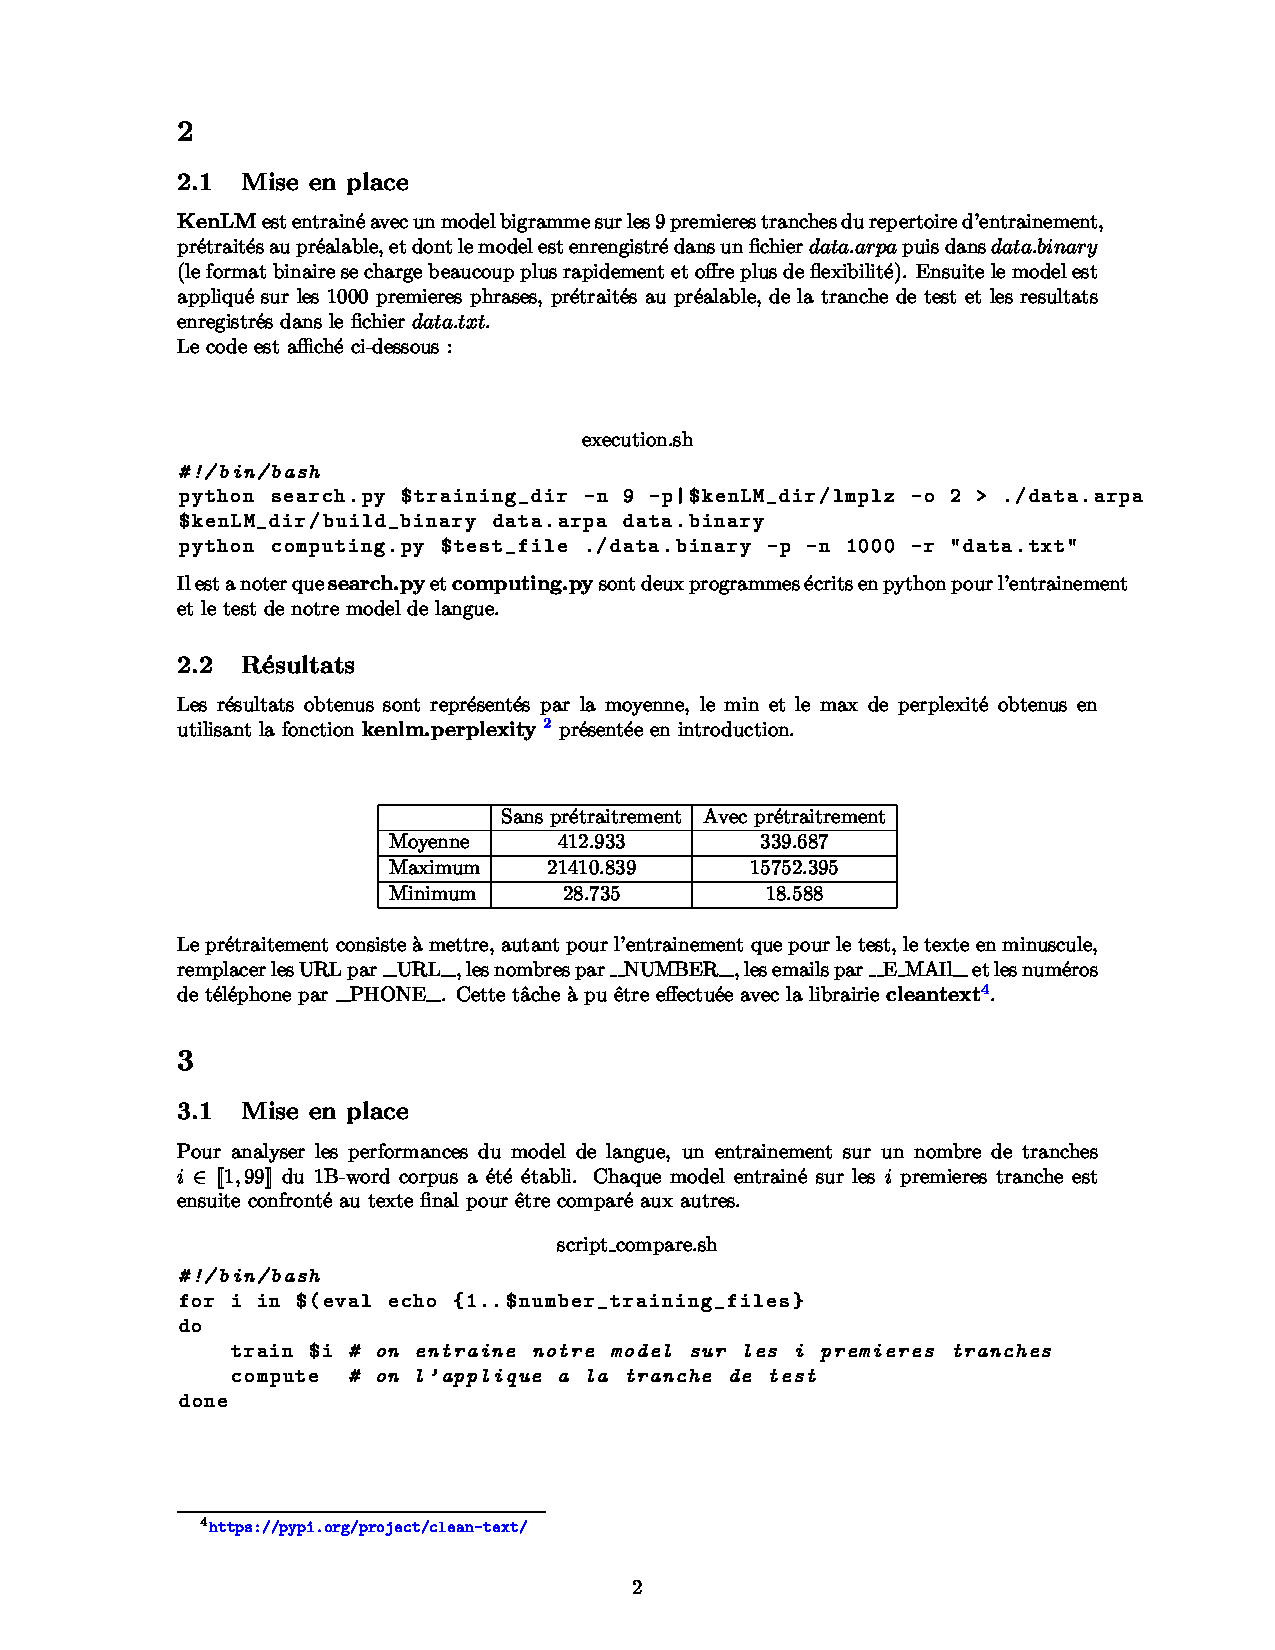 2
2.1 Mise en place
KenLM est entrainé avec un model bigramme sur les 9 premieres tranches du repertoire d'entrainement,
prétraités au préalable, et dont le model est enrengistré dans un fichier data.arpa puis dans data.binary
(le format binaire se charge beaucoup plus rapidement et offre plus de flexibilité). Ensuite le model est
appliqué sur les 1000 premieres phrases, prétraités au préalable, de la tranche de test et les resultats
enregistrés dans le fichier data.txt.
Le code est affiché ci-dessous :
execution.sh
#!/bin/bash
python search.py $training_dir -n 9 -p|$kenLM_dir/lmplz -o 2 > ./data.arpa
$kenLM_dir/build_binary data.arpa data.binary
python computing.py $test_file ./data.binary -p -n 1000 -r "data.txt"
Il est a noter que search.py et computing.py sont deux programmes écrits en python pour l'entrainement
et le test de notre model de langue.
2.2 Résultats
Les résultats obtenus sont représentés par la moyenne, le min et le max de perplexité obtenus en
utilisant la fonction kenlm.perplexity 2 présentée en introduction.
Sans prétraitrement Avec prétraitrement
Moyenne 412.933 339.687
Maximum 21410.839 15752.395
Minimum 28.735 18.588
Le prétraitement consiste à mettre, autant pour l'entrainement que pour le test, le texte en minuscule,
remplacer les URL par _URL_, les nombres par __NUMBER_, les emails par __E_MAIl_ et les numéros
de téléphone par _PHONE_. Cette tâche à pu être effectuée avec la librairie cleantext4.
3
3.1 Mise en place
Pour analyser les performances du model de langue, un entrainement sur un nombre de tranches
i ∈ ⟦1, 99⟧ du 1B-word corpus a été établi. Chaque model entrainé sur les i premieres tranche est
ensuite confronté au texte final pour être comparé aux autres.
script_compare.sh
#!/bin/bash
for i in $(eval echo {1..$number_training_files}
do
train $i # on entraine notre model sur les i premieres tranches
compute # on l'applique a la tranche de test
done
4https://pypi.org/project/clean-text/
2